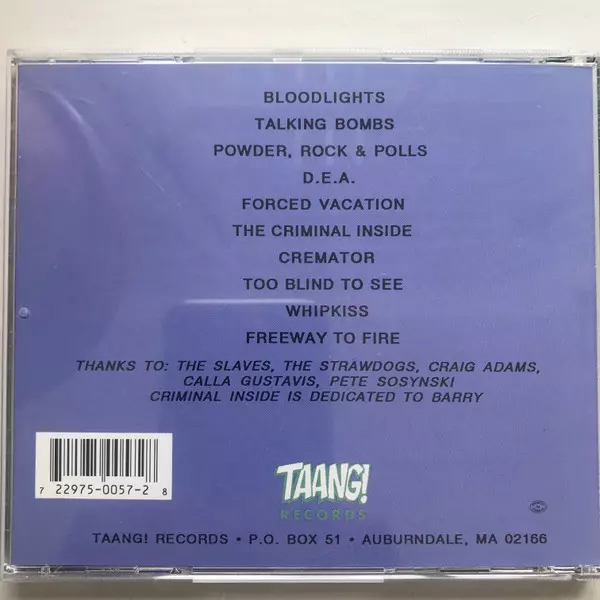 BLOODLIGHTS
TALKING BOMBS
POWDER, ROCK & POLLS
D.E.A.
FORCED VACATION
THE CRIMINAL INSIDE
CREMATOR
TOO BLIND TO SEE
WHIPKISS
FREEWAY TO FIRE
THANKS TO: THE SLAVES, THE STRAWDOGS, CRAIG ADAMS,
CALLA GUSTAVIS, PETE SOSYNSKI
CRIMINAL INSIDE IS DEDICATED TO BARRY
7 22975-0057-2 8
TAANG!
RECORDS
TAANG! RECORDS • P.O. BOX 51 • AUBURNDALE, MA 02166